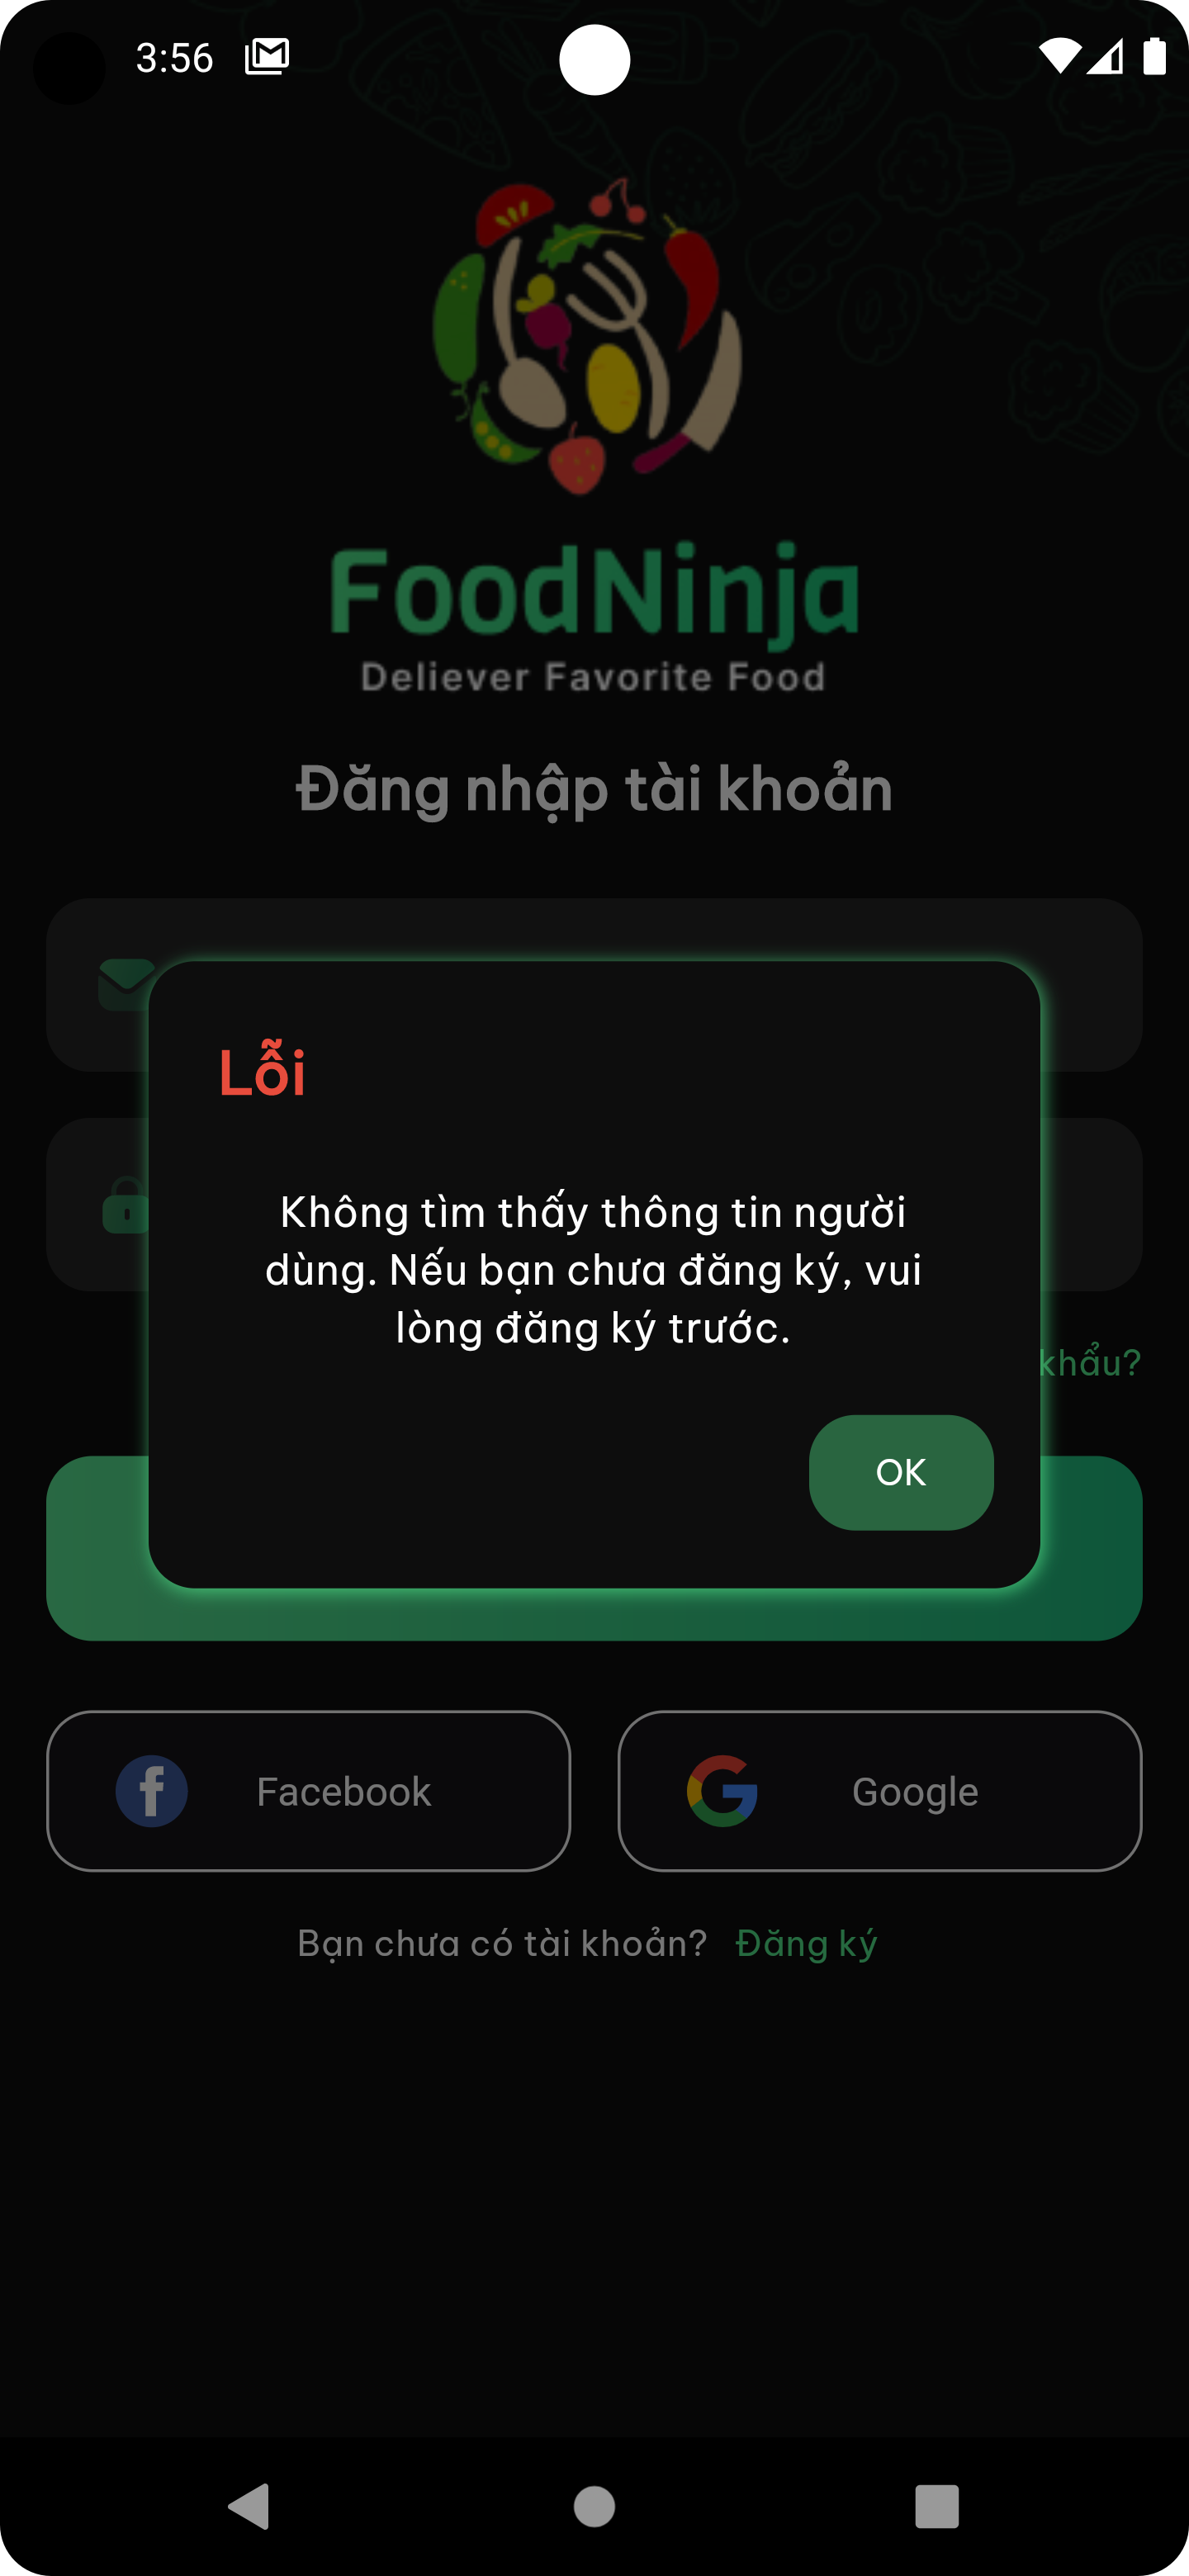 3:56
FoodNinja
Deliever Favorite Food
Đăng nhập tài khoản
Lỗi
Không tìm thấy thông tin người
dùng. Nếu bạn chưa đăng ký, vui
lòng đăng ký trước.
khẩu?
OK
Facebook
Google
Bạn chưa có tài khoản? Đăng ký